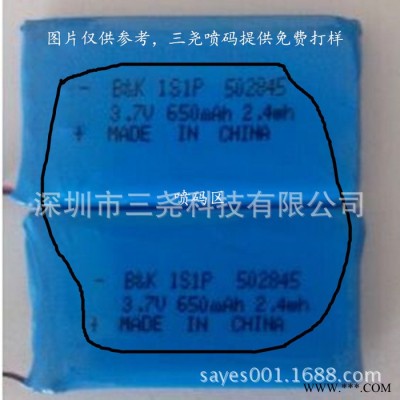 图片仅供参考，三尧喷码提供免费打样
- B&K 1S1P 502845
3.7V 650mAh 2.4wh
+ MADE IN CHINA
喷码区
深圳市三尧科技有限公司
- B&K 1S1P 502845
3.7V 650mAh 2.4wh
+ MADE IN CHINA
sayes001.1688.com
www.***.com